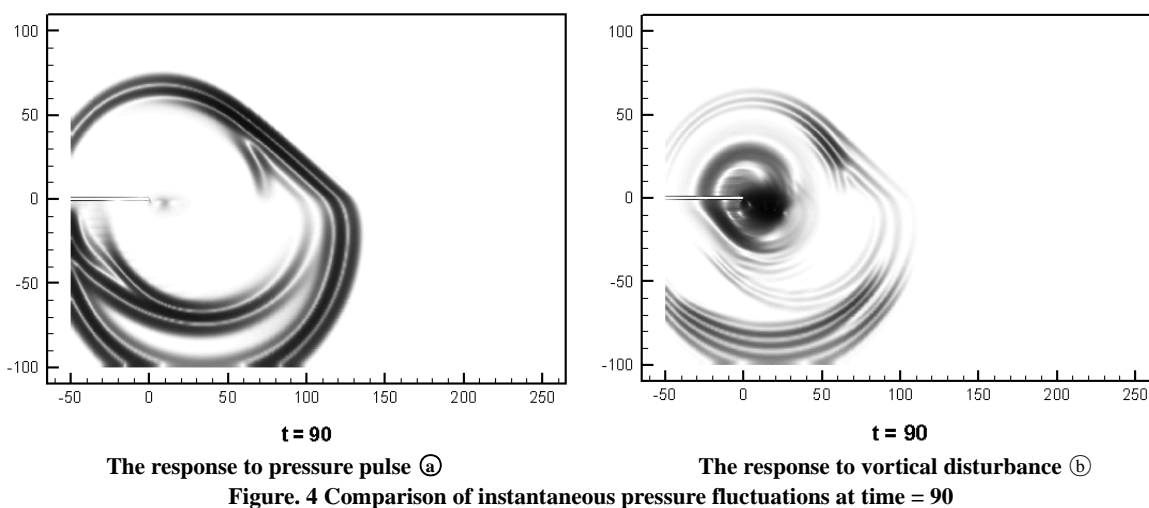 100
50
0
-50
-100
-50 0 50 100 150 200 250
t = 90
100
50
0
-50
-100
-50 0 50 100 150 200 250
t = 90
The response to pressure pulse ⓐ
The response to vortical disturbance ⓑ
Figure. 4 Comparison of instantaneous pressure fluctuations at time = 90